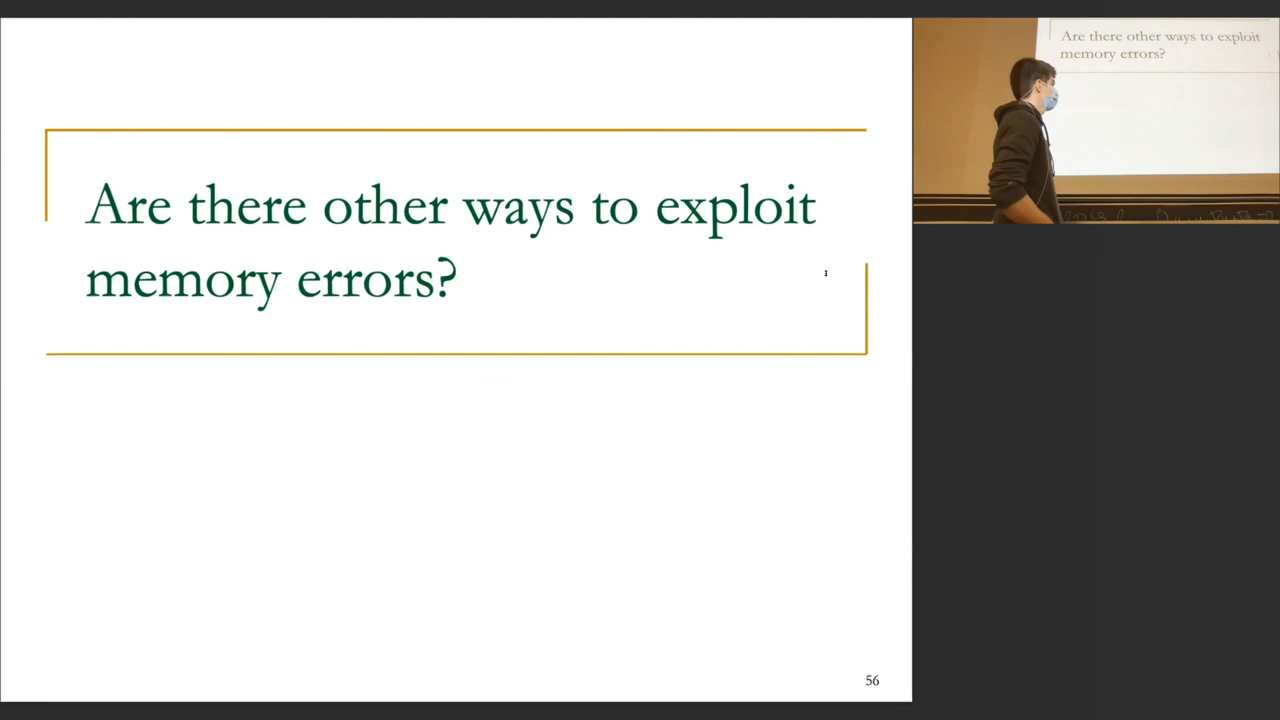 Are there other ways to exploit
memory errors?
56
Are there other ways to exploit
memory errors?